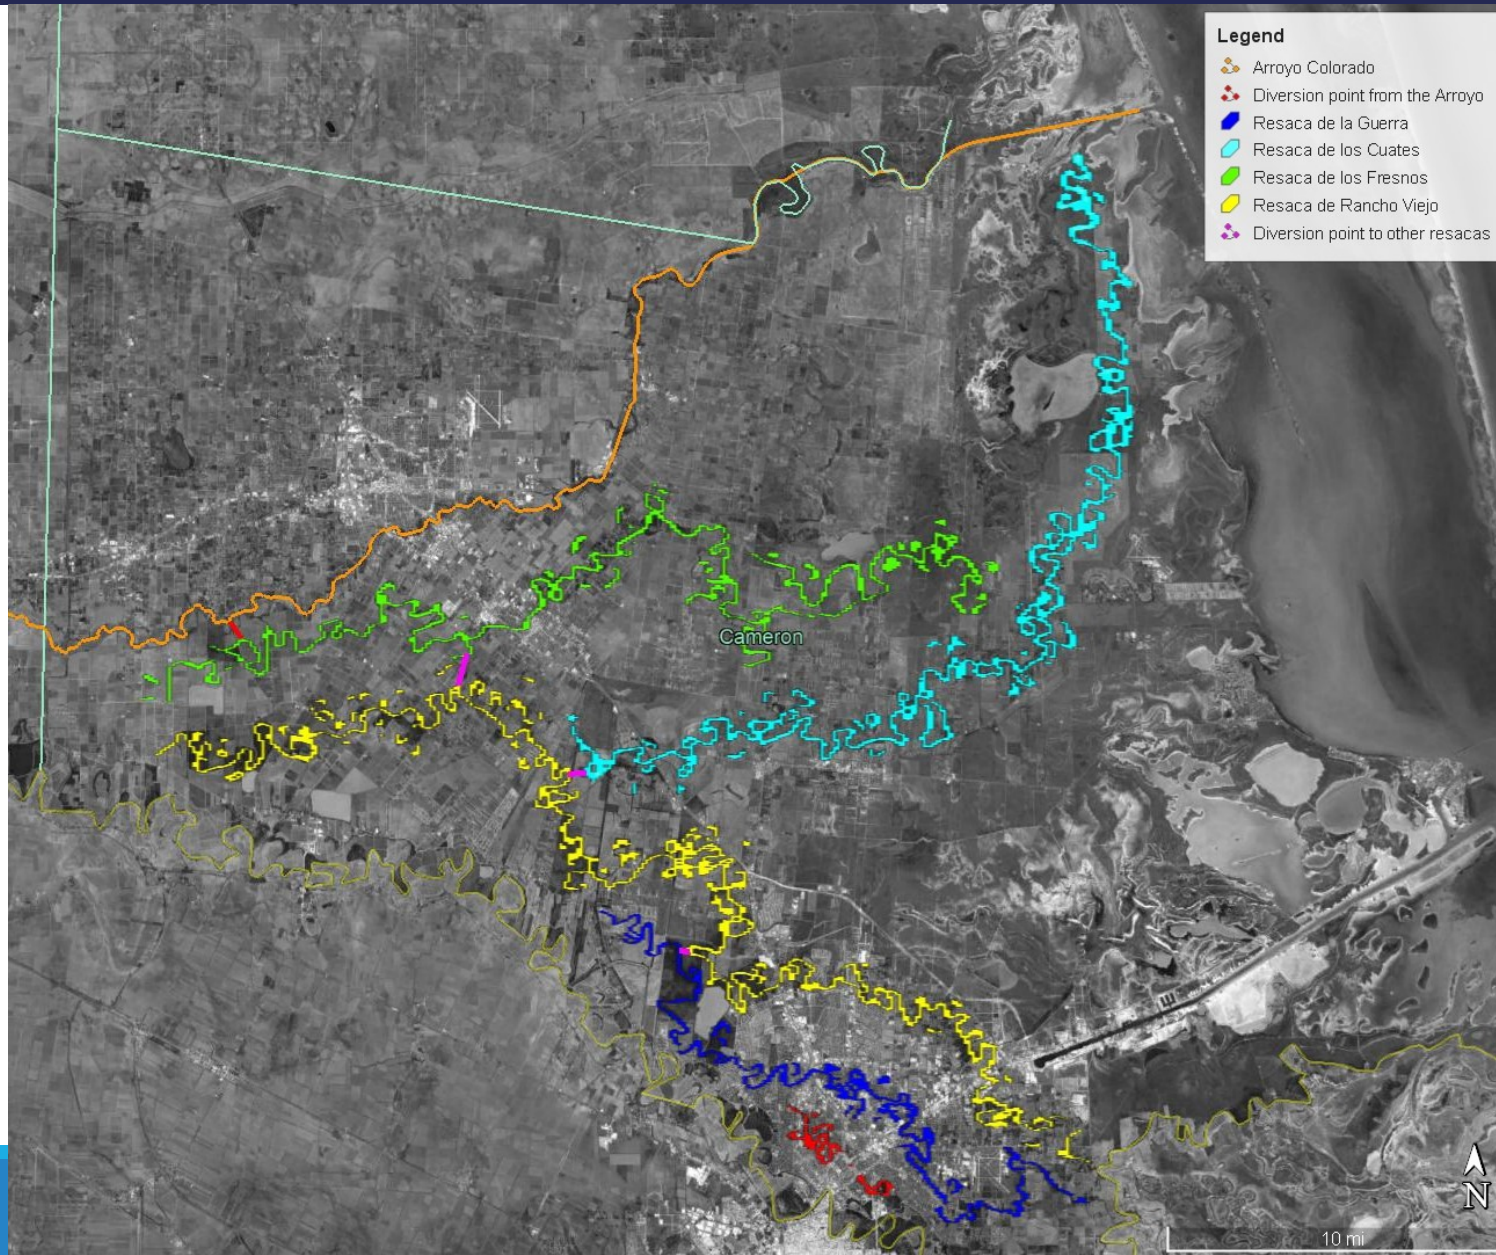 Legend
Arroyo Colorado
Diversion point from the Arroyo
Resaca de la Guerra
Resaca de los Cuates
Resaca de los Fresnos
Resaca de Rancho Viejo
Diversion point to other resacas
Cameron
N
10 mi